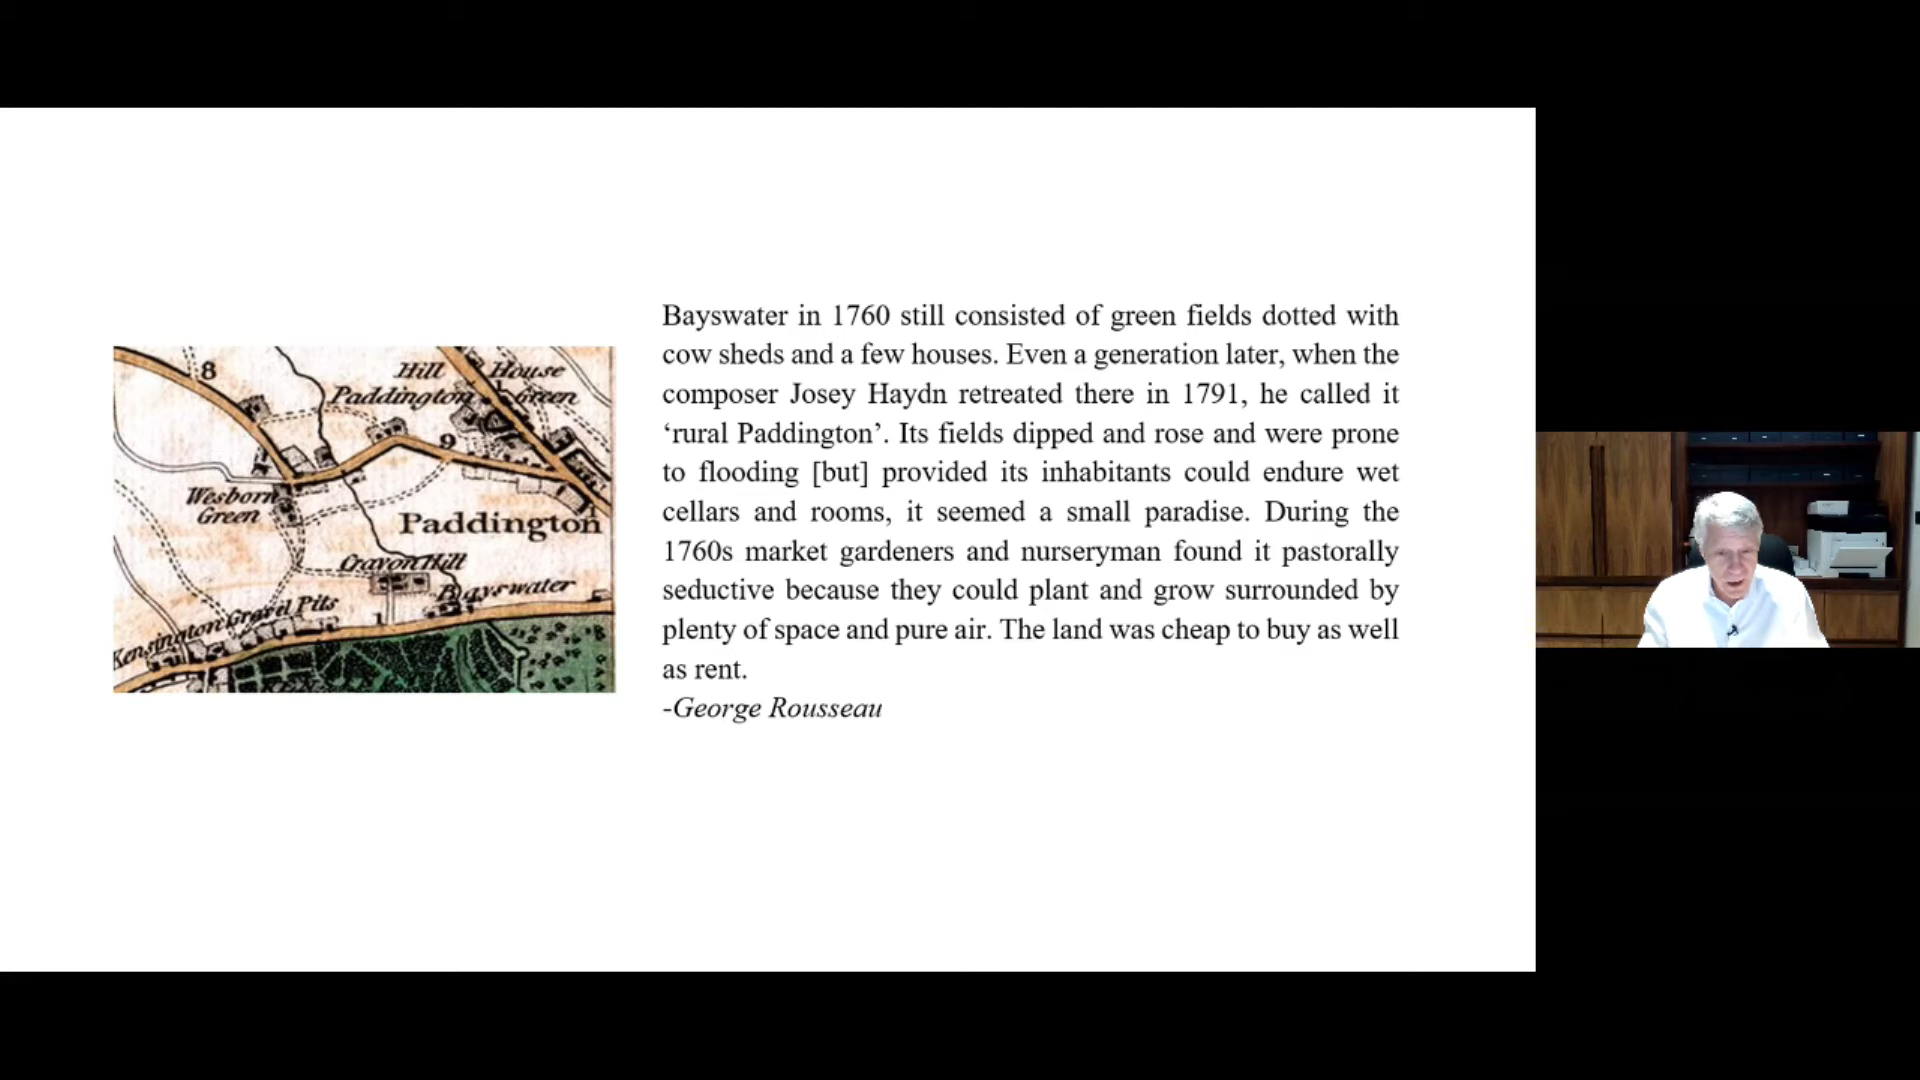 8
Hill House
Paddington Green
9
Wesborn
Green
Paddington
Cravon Hill
Bayswater
Kensington Gravel Pits
1
Bayswater in 1760 still consisted of green fields dotted with
cow sheds and a few houses. Even a generation later, when the
composer Josey Haydn retreated there in 1791, he called it
‘rural Paddington’. Its fields dipped and rose and were prone
to flooding [but] provided its inhabitants could endure wet
cellars and rooms, it seemed a small paradise. During the
1760s market gardeners and nurseryman found it pastorally
seductive because they could plant and grow surrounded by
plenty of space and pure air. The land was cheap to buy as well
as rent.
-George Rousseau